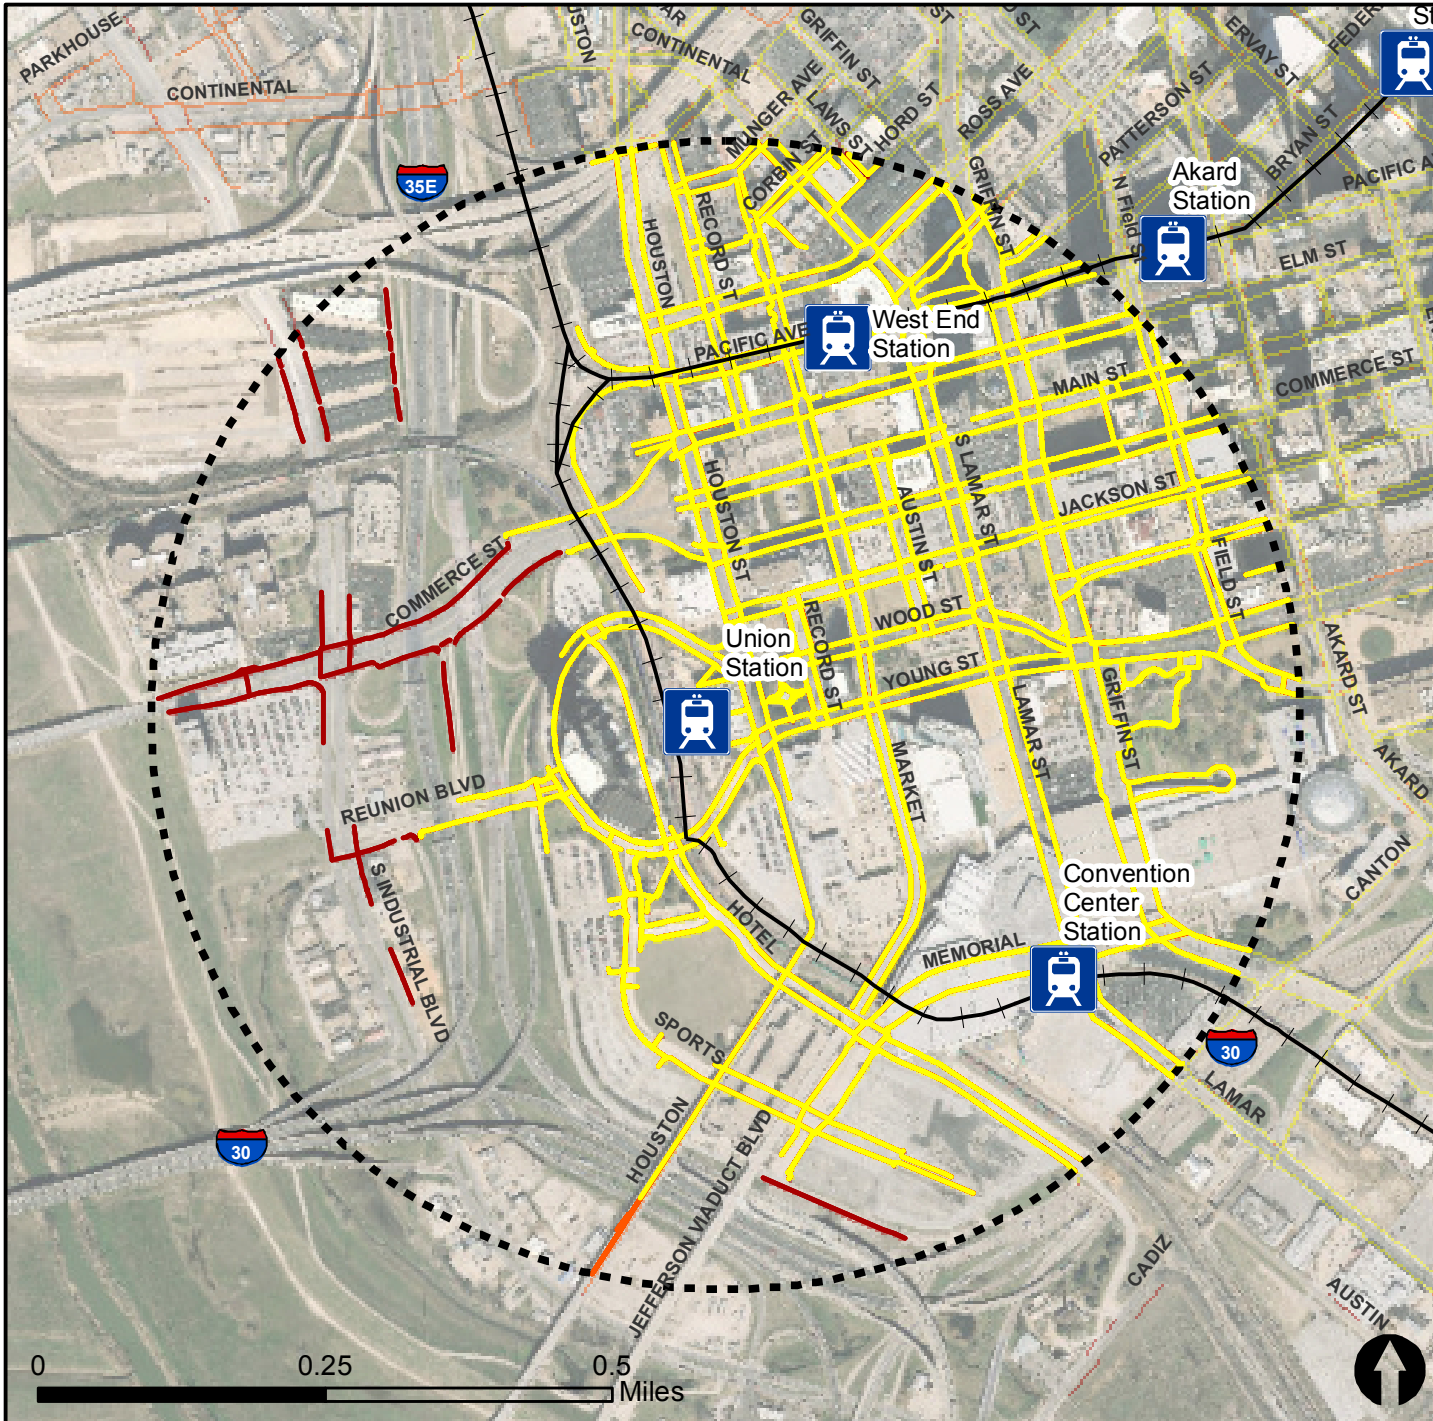 PARKHOUSE
CONTINENTAL
CONTINENTAL
GRIFFIN ST
ERVAY ST
MUNGER AVE
LAWS ST
HORD ST
ROSS AVE
PATTERSON ST
BRYAN ST
PACIFIC A
35E
CORBIN ST
GRIFFIN ST
N Field St
Akard
Station
ELM ST
HOUSTON
RECORD ST
PACIFIC AVE
West End
Station
MAIN ST
COMMERCE ST
HOUSTON ST
AUSTIN ST
S LAMAR ST
JACKSON ST
COMMERCE ST
FIELD ST
WOOD ST
RECORD ST
YOUNG ST
Union
Station
LAMAR ST
GRIFFIN ST
AKARD ST
AKARD
MARKET
REUNION BLVD
S INDUSTRIAL BLVD
CANTON
Convention
Center
Station
HOTEL
MEMORIAL
SPORTS
30
LAMAR
30
HOUSTON
JEFFERSON VIADUCT BLVD
CADIZ
AUSTIN
0
0.25
0.5
Miles